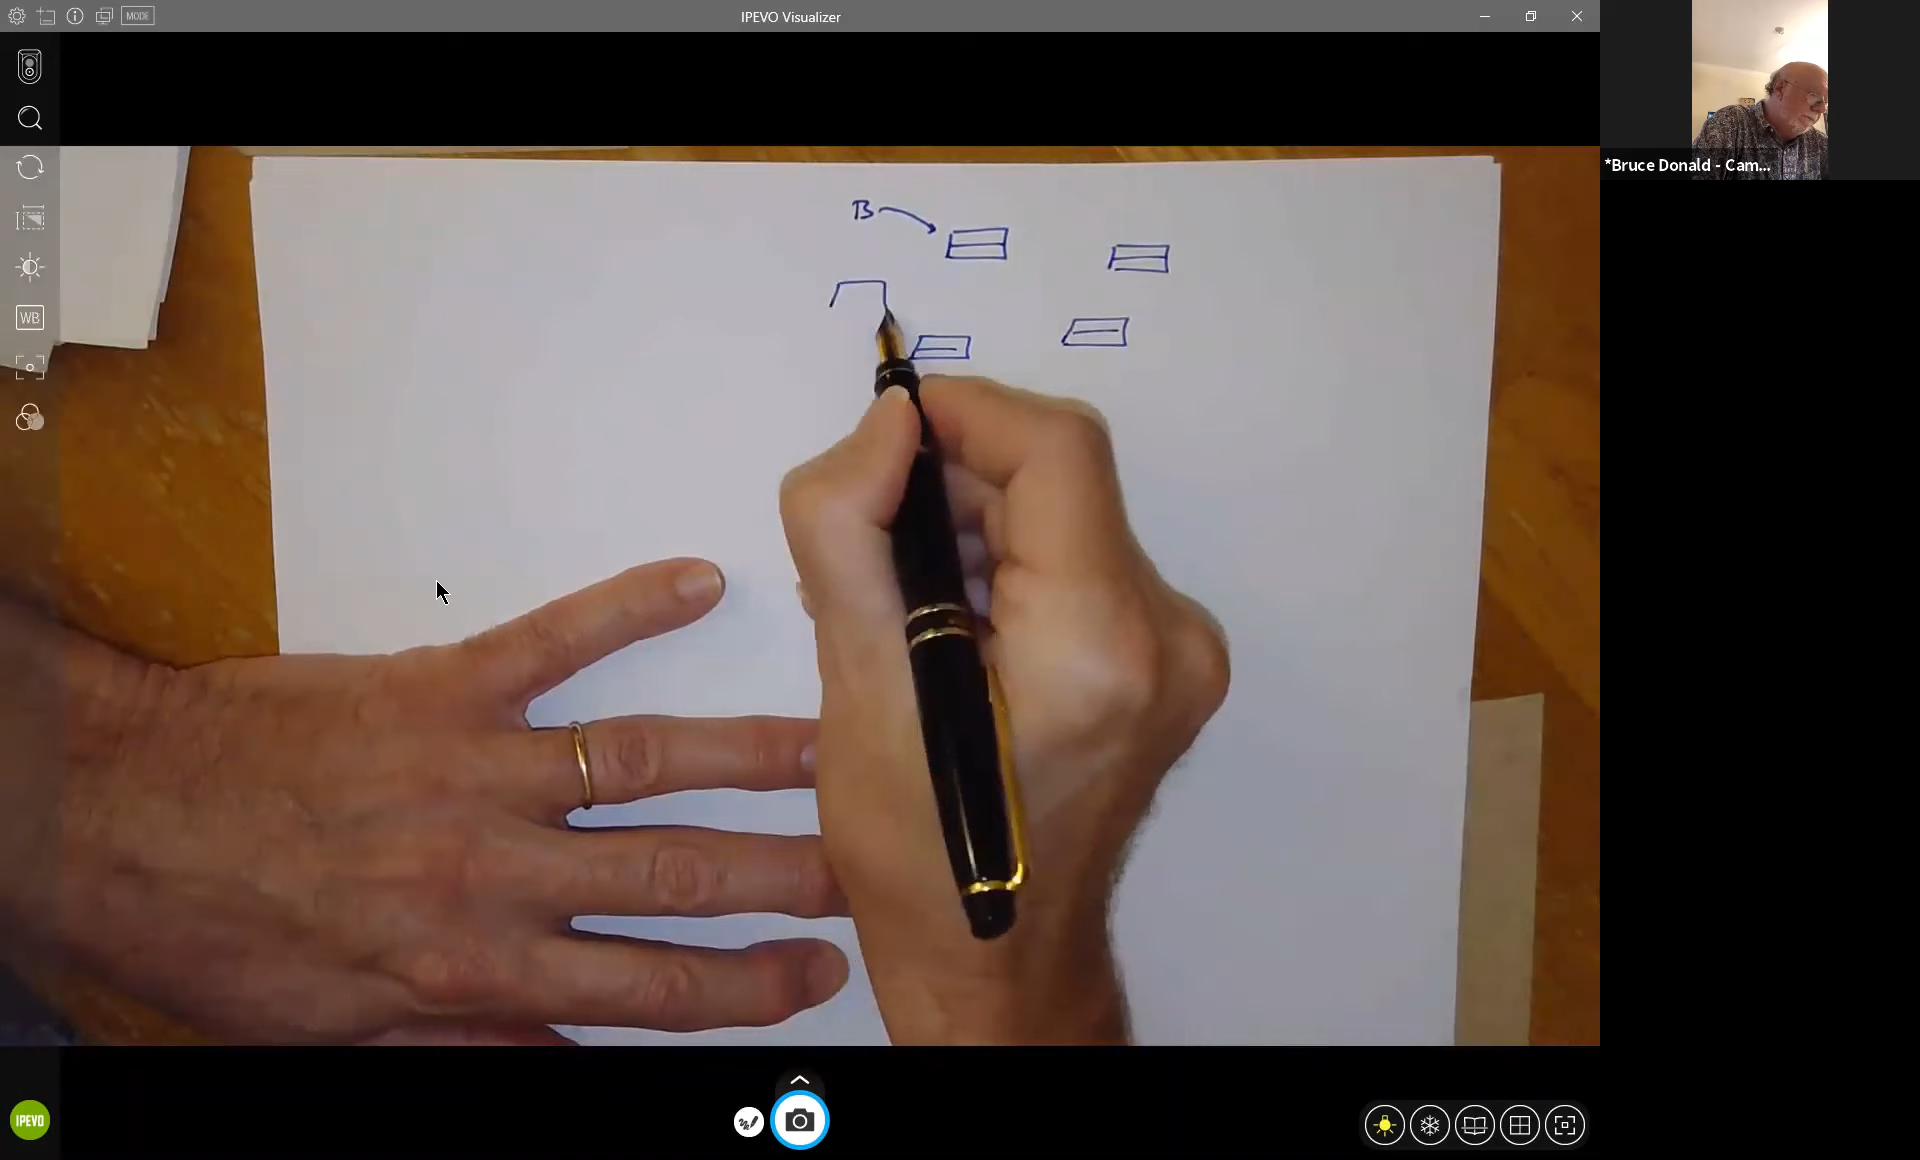 MODE
IPEVO Visualizer
*Bruce Donald - Cam...
B
WB
IPEVO